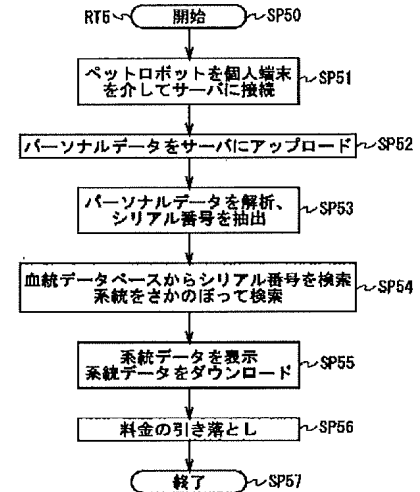 RT5 開始 SP50
ペットロボットを個人端末
を介してサーバに接続 SP51
パーソナルデータをサーバにアップロード SP52
パーソナルデータを解析、
シリアル番号を抽出 SP53
血統データベースからシリアル番号を検索
系統をさかのぼって検索 SP54
系統データを表示
系統データをダウンロード SP55
料金の引き落とし SP56
終了 SP57